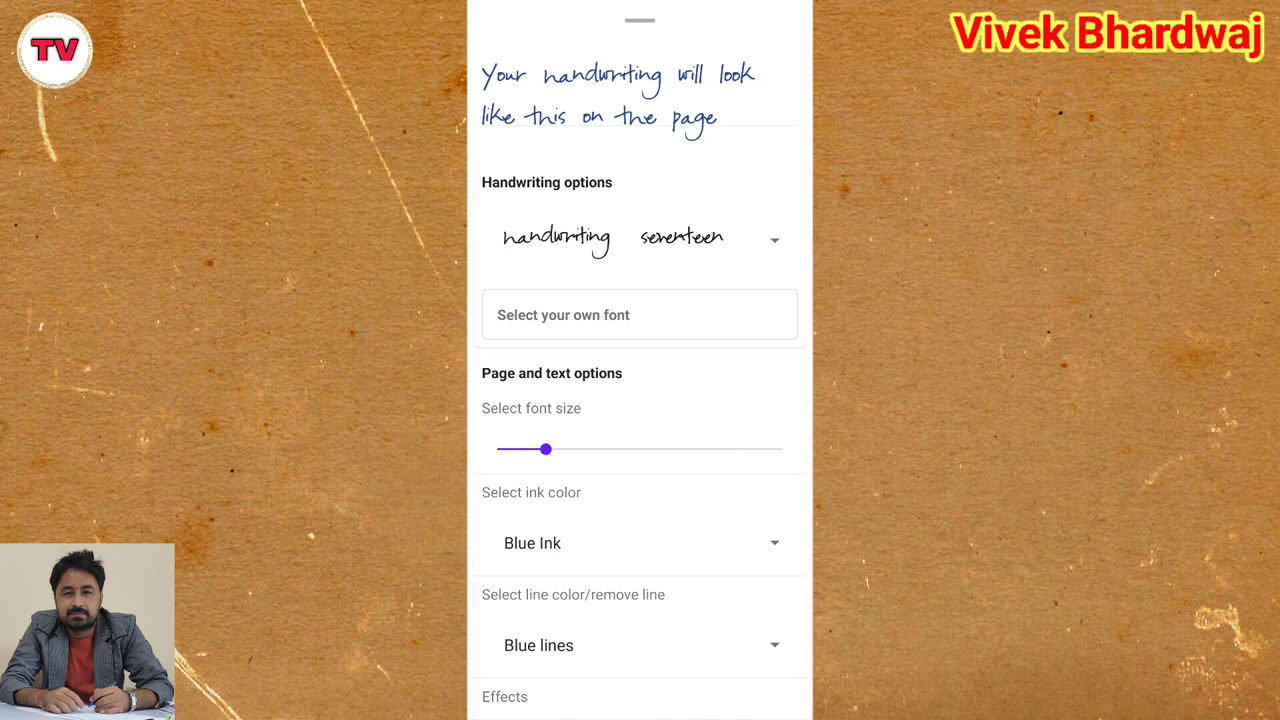 TV
Vivek Bhardwaj
Your handwriting will look
like this on the page
Handwriting options
handwriting seventeen
Select your own font
Page and text options
Select font size
Select ink color
Blue Ink
Select line color/remove line
Blue lines
Effects